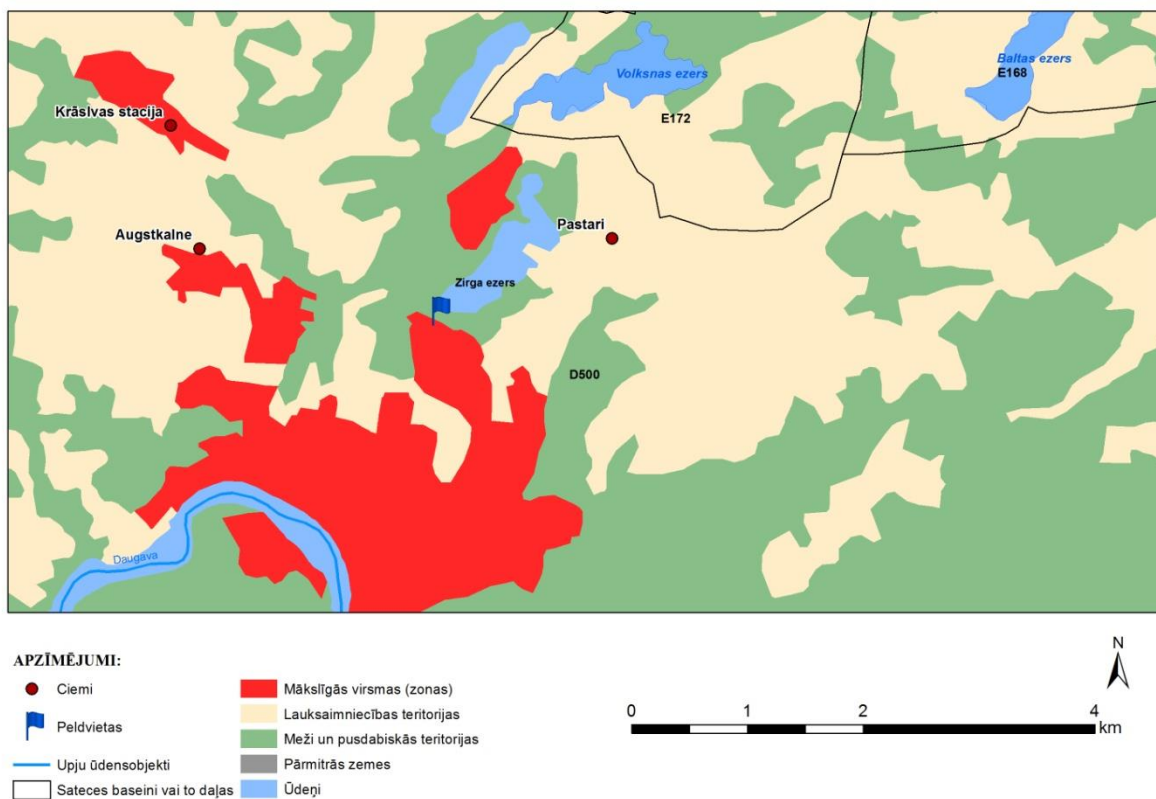 Volksnas ezers
Baltas ezers
E168
Krāslvas stacija
E172
Augstkalne
Pastari
Zirga ezers
D500
Daugava
APZĪMĒJUMI:
Ciemi
Peldvietas
Upju ūdensobjekti
Sateces baseini vai to daļas
Mākslīgās virsmas (zonas)
Lauksaimniecības teritorijas
Meži un pusdabiskās teritorijas
Pārmitrās zemes
Ūdeņi
N
0 1 2 4
km